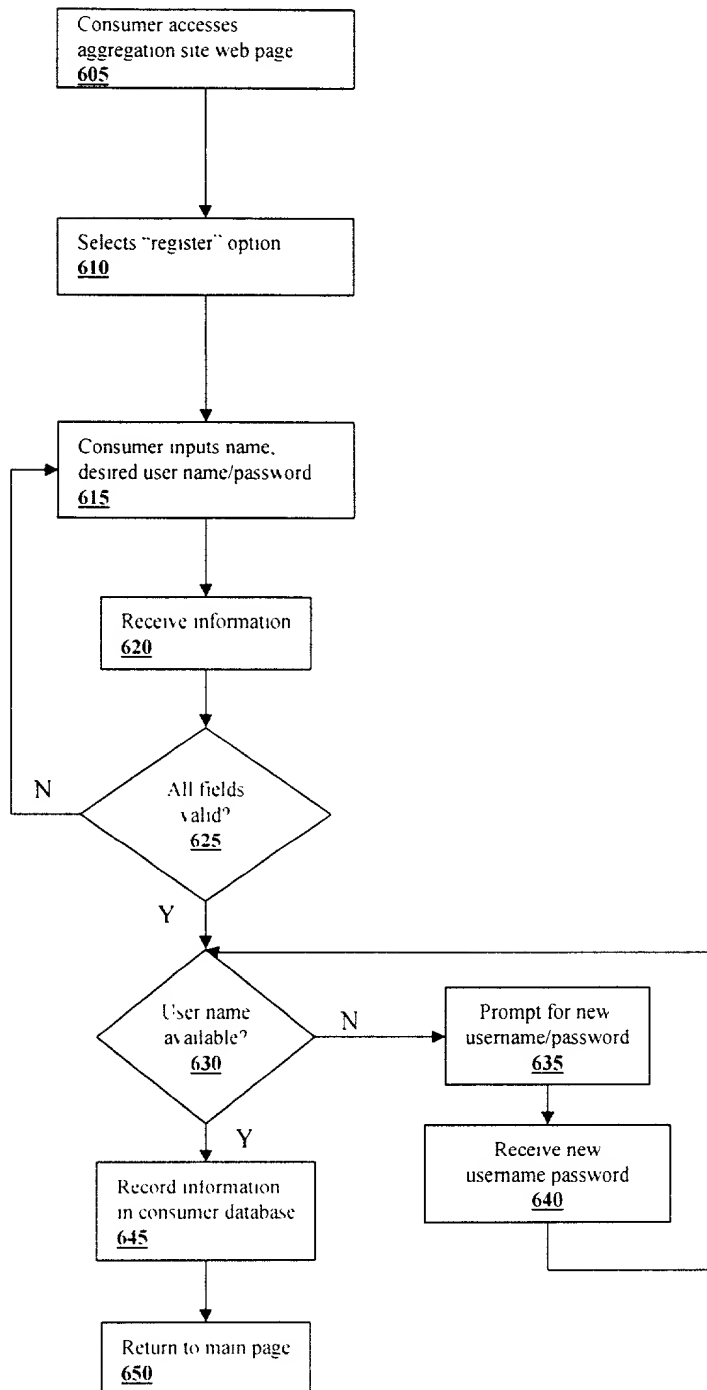 Consumer accesses
aggregation site web page
605
Selects "register" option
610
Consumer inputs name,
desired user name/password
615
Receive information
620
All fields
valid?
625
N
Y
User name
available?
630
N
Prompt for new
username/password
635
Y
Receive new
username password
640
Record information
in consumer database
645
Return to main page
650